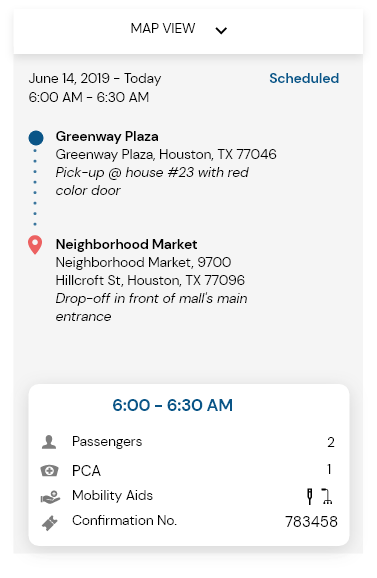 MAP VIEW
June 14, 2019 - Today Scheduled
6:00 AM - 6:30 AM
Greenway Plaza
Greenway Plaza, Houston, TX 77046
Pick-up @ house #23 with red
color door
Neighborhood Market
Neighborhood Market, 9700
Hillcroft St, Houston, TX 77096
Drop-off in front of mall's main
entrance
6:00 - 6:30 AM
Passengers 2
PCA 1
Mobility Aids
Confirmation No. 783458